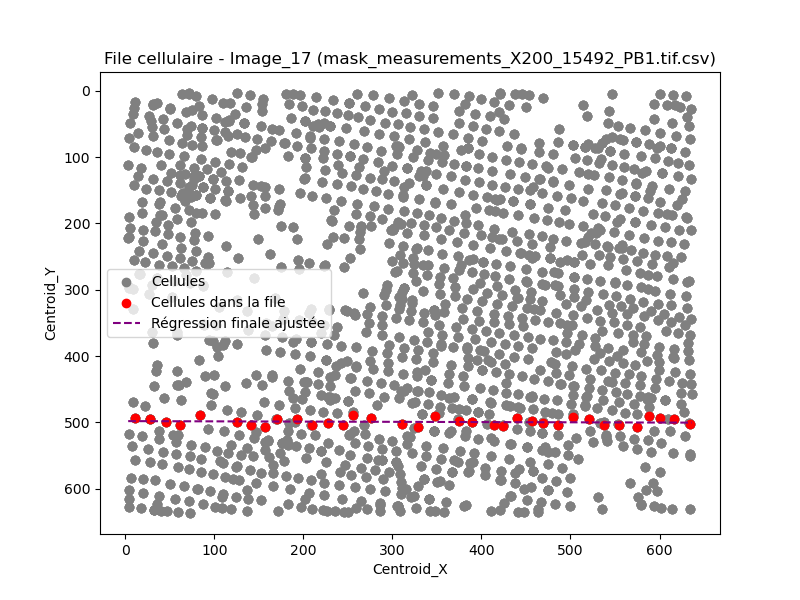 File cellulaire - Image_17 (mask_measurements_X200_15492_PB1.tif.csv)
0
100
200
300
400
500
600
Centroid_Y
Cellules
Cellules dans la file
Régression finale ajustée
0 100 200 300 400 500 600
Centroid_X